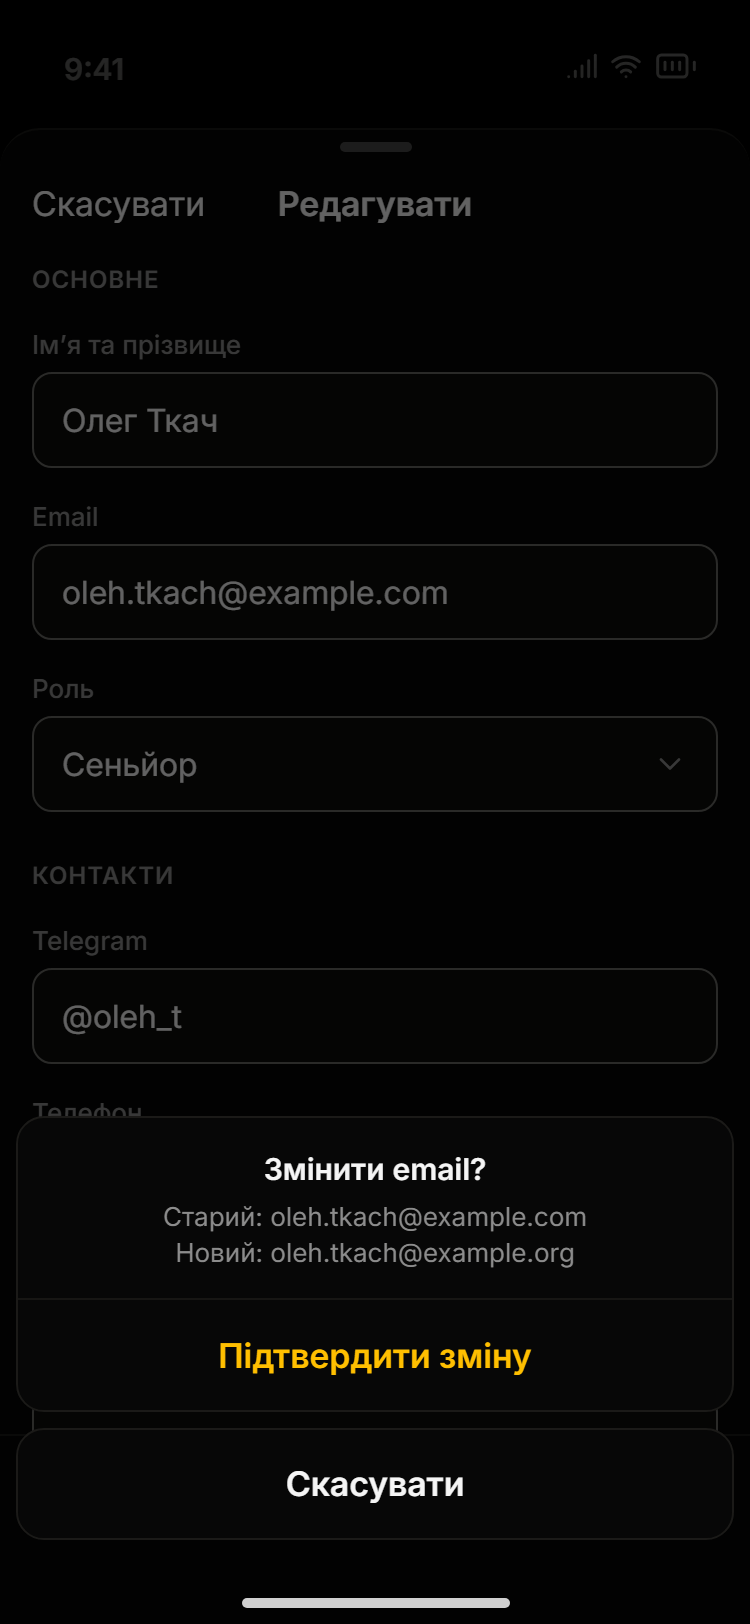 9:41
Скасувати Редагувати
ОСНОВНЕ
Ім’я та прізвище
Олег Ткач
Email
oleh.tkach@example.com
Роль
Сеньйор
КОНТАКТИ
Telegram
@oleh_t
Телефон
Змінити email?
Старий: oleh.tkach@example.com
Новий: oleh.tkach@example.org
Підтвердити зміну
Скасувати